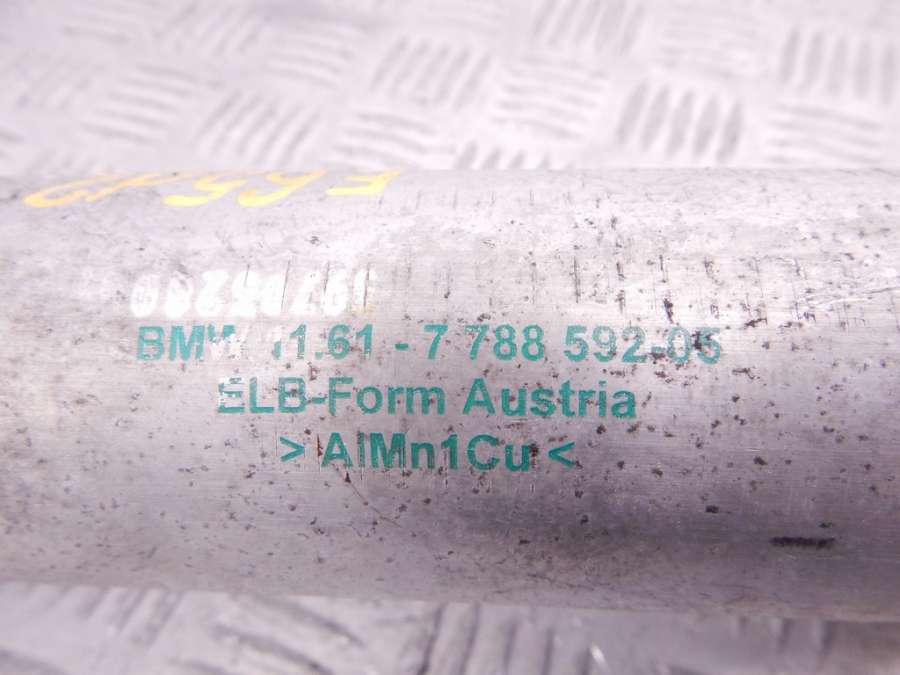 BMW 11.61 - 7 788 592-05
ELB-Form Austria
> AlMn1Cu <